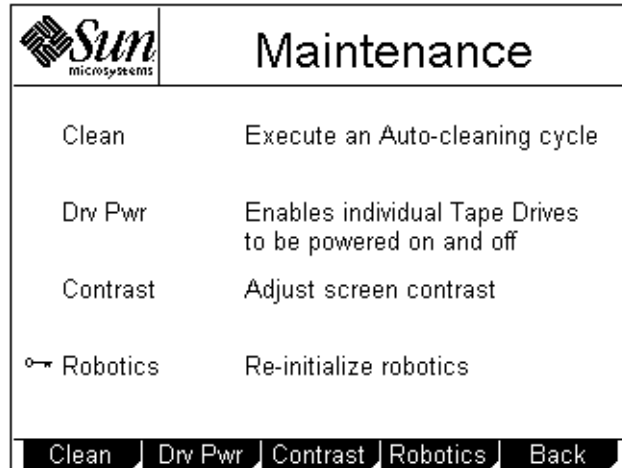 Sun
microsystems
Maintenance
Clean Execute an Auto-cleaning cycle
Drv Pwr Enables individual Tape Drives
to be powered on and off
Contrast Adjust screen contrast
Robotics Re-initialize robotics
Clean Drv Pwr Contrast Robotics Back